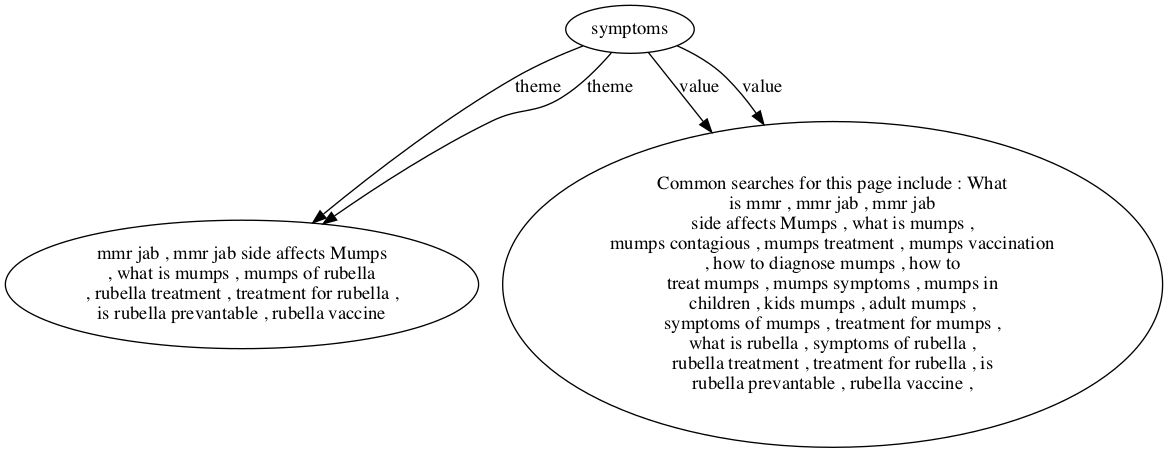 symptoms
theme
theme
value
value
mmr jab , mmr jab side affects Mumps
, what is mumps , mumps of rubella
, rubella treatment , treatment for rubella ,
is rubella prevantable , rubella vaccine
Common searches for this page include : What
is mmr , mmr jab , mmr jab
side affects Mumps , what is mumps ,
mumps contagious , mumps treatment , mumps vaccination
, how to diagnose mumps , how to
treat mumps , mumps symptoms , mumps in
children , kids mumps , adult mumps ,
symptoms of mumps , treatment for mumps ,
what is rubella , symptoms of rubella ,
rubella treatment , treatment for rubella , is
rubella prevantable , rubella vaccine ,